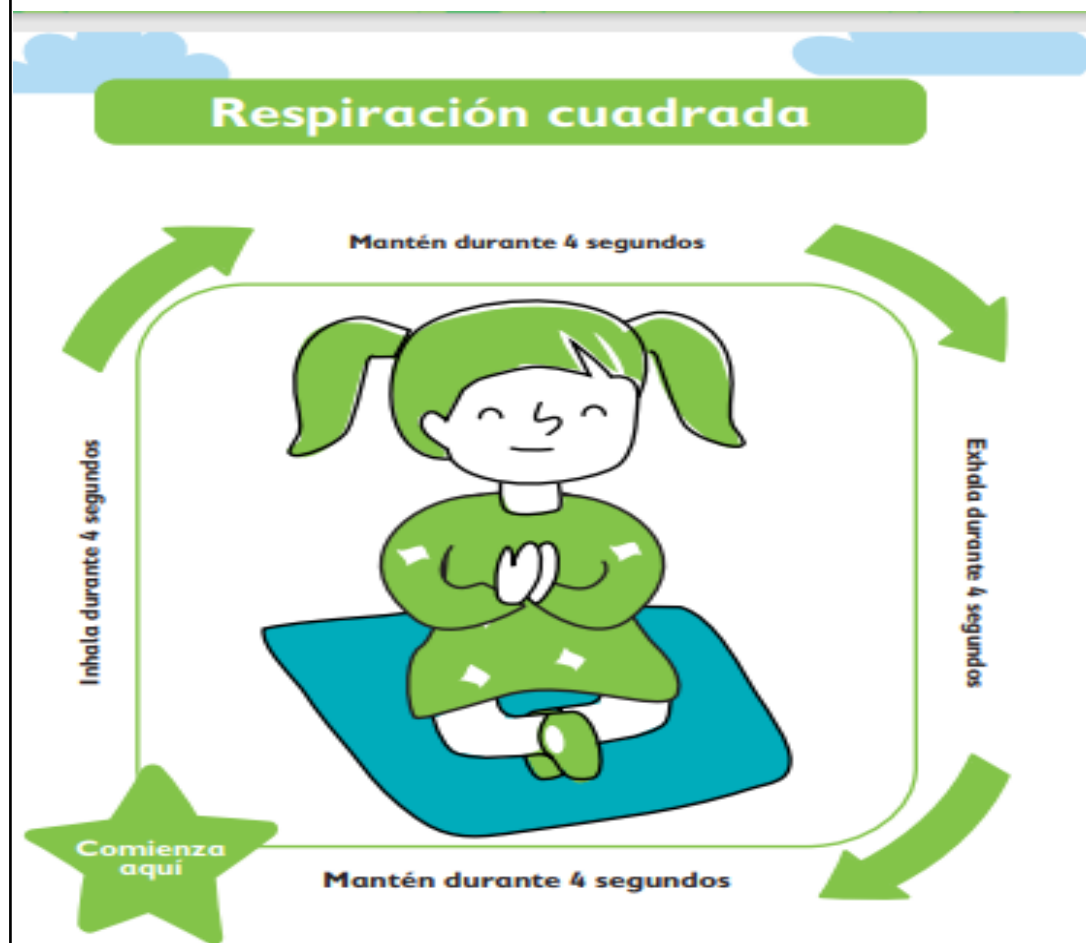 Respiración cuadrada
Mantén durante 4 segundos
Inhala durante 4 segundos
Exhala durante 4 segundos
Comienza
aquí
Mantén durante 4 segundos